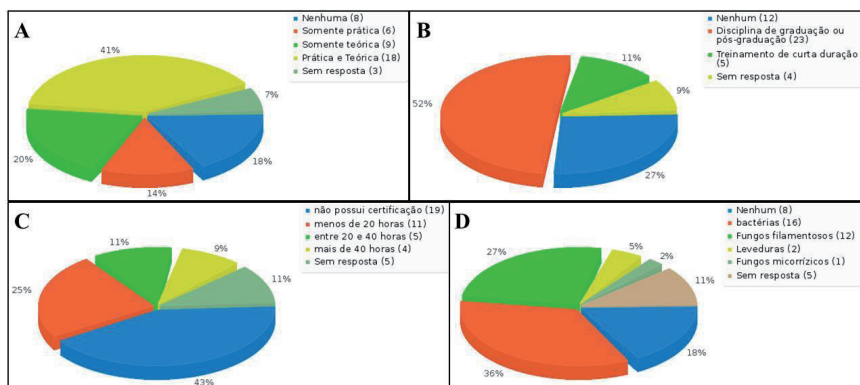 A
Nenhuma (8)
Somente prática (6)
Somente teórica (9)
Prática e Teórica (18)
Sem resposta (3)
41%
7%
20%
18%
14%
B
Nenhum (12)
Disciplina de graduação ou
pós-graduação (23)
Treinamento de curta duração
(5)
Sem resposta (4)
11%
9%
52%
27%
C
não possui certificação (19)
menos de 20 horas (11)
entre 20 e 40 horas (5)
mais de 40 horas (4)
Sem resposta (5)
11%
9%
11%
25%
43%
D
Nenhum (8)
bactérias (16)
Fungos filamentosos (12)
Leveduras (2)
Fungos micorrízicos (1)
Sem resposta (5)
27%
5%
2%
11%
18%
36%